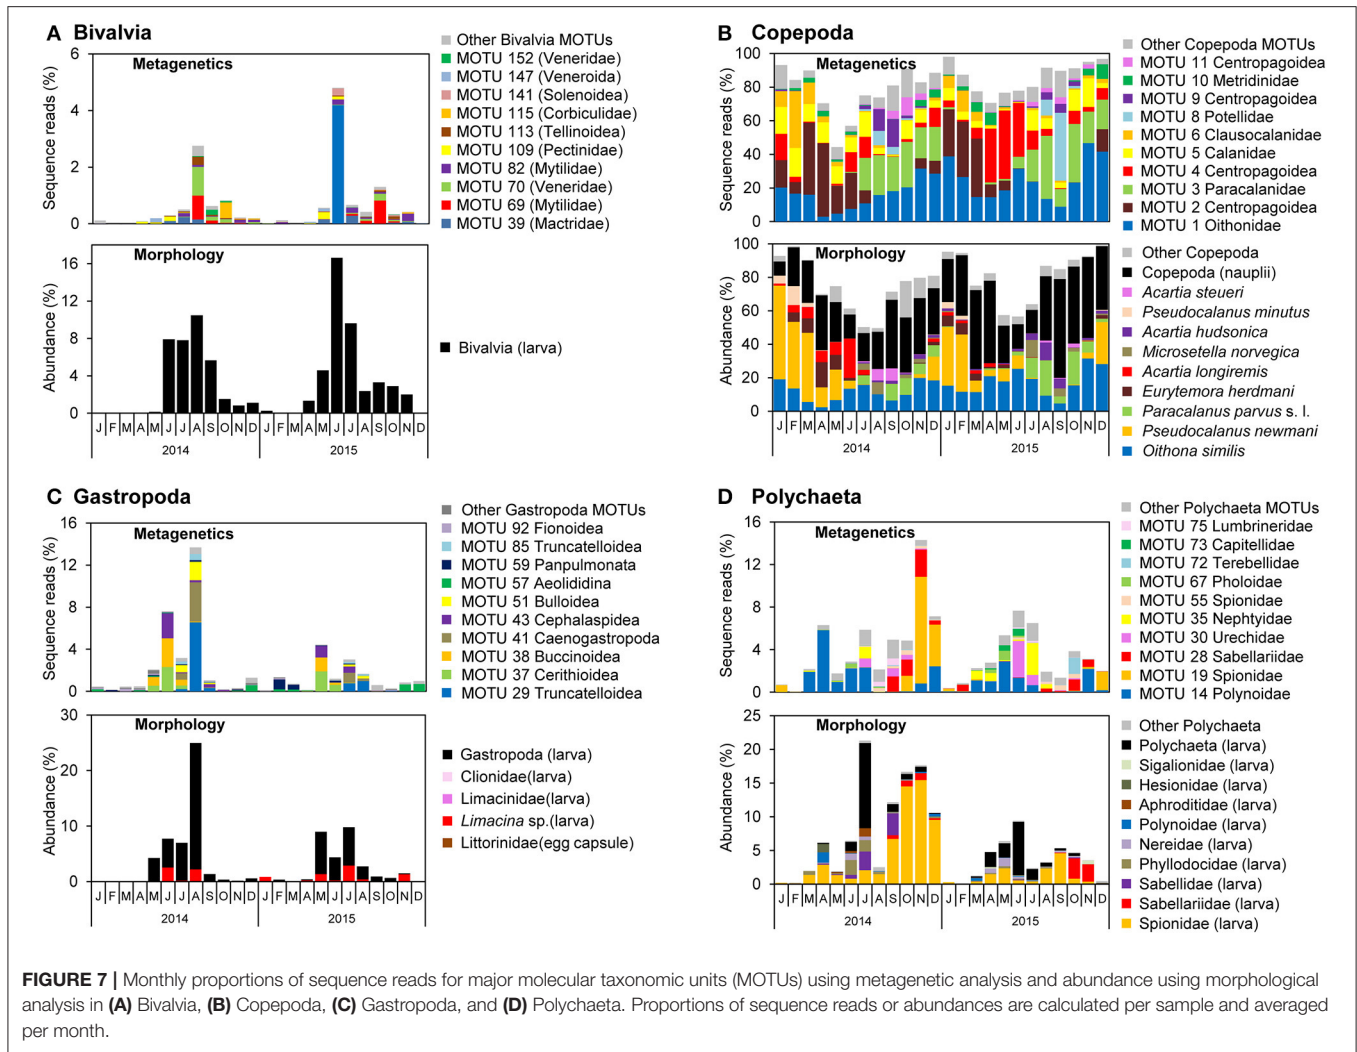 A Bivalvia
Metagenetics
Sequence reads (%)
6
4
2
0
Other Bivalvia MOTUs
MOTU 152 (Veneridae)
MOTU 147 (Veneroida)
MOTU 141 (Solenoidea)
MOTU 115 (Corbiculidae)
MOTU 113 (Tellinoidea)
MOTU 109 (Pectinidae)
MOTU 82 (Mytilidae)
MOTU 70 (Veneridae)
MOTU 69 (Mytilidae)
MOTU 39 (Mactridae)
Morphology
Abundance (%)
16
12
8
4
0
Bivalvia (larva)
J F M A M J J A S O N D J F M A M J J A S O N D
2014 2015
B Copepoda
Metagenetics
Sequence reads (%)
100
80
60
40
20
0
Other Copepoda MOTUs
MOTU 11 Centropagoidea
MOTU 10 Metridinidae
MOTU 9 Centropagoidea
MOTU 8 Potellidae
MOTU 6 Clausocalanidae
MOTU 5 Calanidae
MOTU 4 Centropagoidea
MOTU 3 Paracalanidae
MOTU 2 Centropagoidea
MOTU 1 Oithonidae
Morphology
Abundance (%)
100
80
60
40
20
0
Other Copepoda
Copepoda (nauplii)
Acartia steueri
Pseudocalanus minutus
Acartia hudsonica
Microsetella norvegica
Acartia longiremis
Eurytemora herdmani
Paracalanus parvus s. l.
Pseudocalanus newmani
Oithona similis
J F M A M J J A S O N D J F M A M J J A S O N D
2014 2015
C Gastropoda
Metagenetics
Sequence reads (%)
16
12
8
4
0
Other Gastropoda MOTUs
MOTU 92 Fionoidea
MOTU 85 Truncatelloidea
MOTU 59 Panpulmonata
MOTU 57 Aeolididina
MOTU 51 Bulloidea
MOTU 43 Cephalaspidea
MOTU 41 Caenogastropoda
MOTU 38 Buccinoidea
MOTU 37 Cerithioidea
MOTU 29 Truncatelloidea
Morphology
Abundance (%)
30
20
10
0
Gastropoda (larva)
Clionidae(larva)
Limacinidae(larva)
Limacina sp.(larva)
Littorinidae(egg capsule)
J F M A M J J A S O N D J F M A M J J A S O N D
2014 2015
D Polychaeta
Metagenetics
Sequence reads (%)
16
12
8
4
0
Other Polychaeta MOTUs
MOTU 75 Lumbrineridae
MOTU 73 Capitellidae
MOTU 72 Terebellidae
MOTU 67 Pholoidae
MOTU 55 Spionidae
MOTU 35 Nephtyidae
MOTU 30 Urechidae
MOTU 28 Sabellariidae
MOTU 19 Spionidae
MOTU 14 Polynoidae
Morphology
Abundance (%)
25
20
15
10
5
0
Other Polychaeta
Polychaeta (larva)
Sigalionidae (larva)
Hesionidae (larva)
Aphroditidae (larva)
Polynoidae (larva)
Nereidae (larva)
Phyllodocidae (larva)
Sabellidae (larva)
Sabellariidae (larva)
Spionidae (larva)
J F M A M J J A S O N D J F M A M J J A S O N D
2014 2015
FIGURE 7 | Monthly proportions of sequence reads for major molecular taxonomic units (MOTUs) using metagenetic analysis and abundance using morphological
analysis in (A) Bivalvia, (B) Copepoda, (C) Gastropoda, and (D) Polychaeta. Proportions of sequence reads or abundances are calculated per sample and averaged
per month.